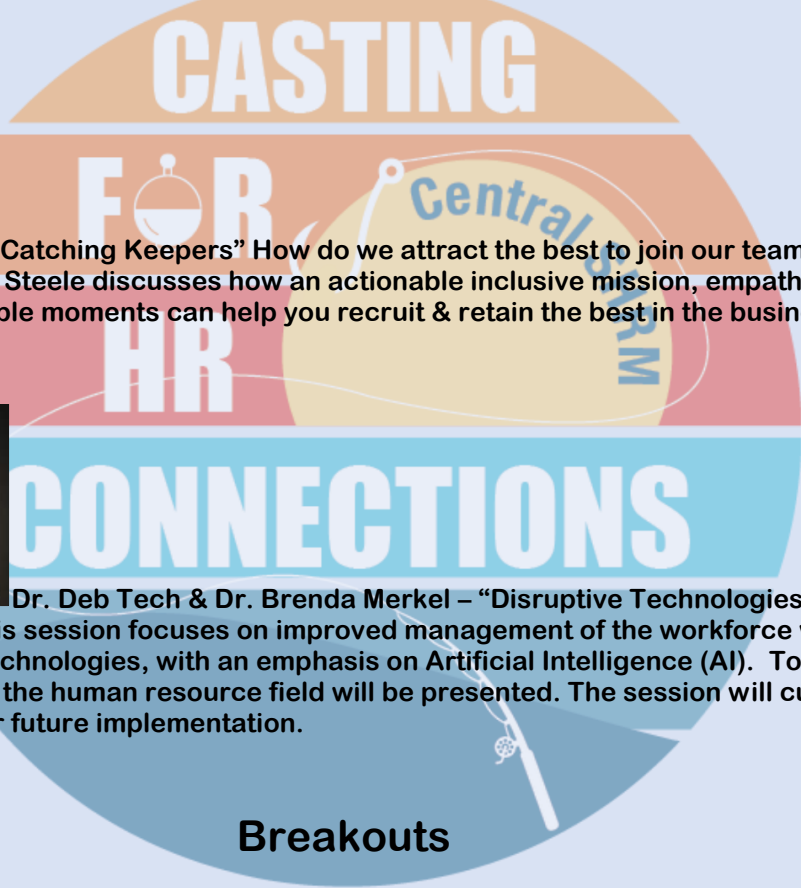 CASTING
FOR
Central SHRM
Catching Keepers” How do we attract the best to join our team
Steele discusses how an actionable inclusive mission, empath
ble moments can help you recruit & retain the best in the busin
HR
CONNECTIONS
Dr. Deb Tech & Dr. Brenda Merkel – “Disruptive Technologies
is session focuses on improved management of the workforce
chnologies, with an emphasis on Artificial Intelligence (AI).  To
the human resource field will be presented. The session will cu
r future implementation.
Breakouts